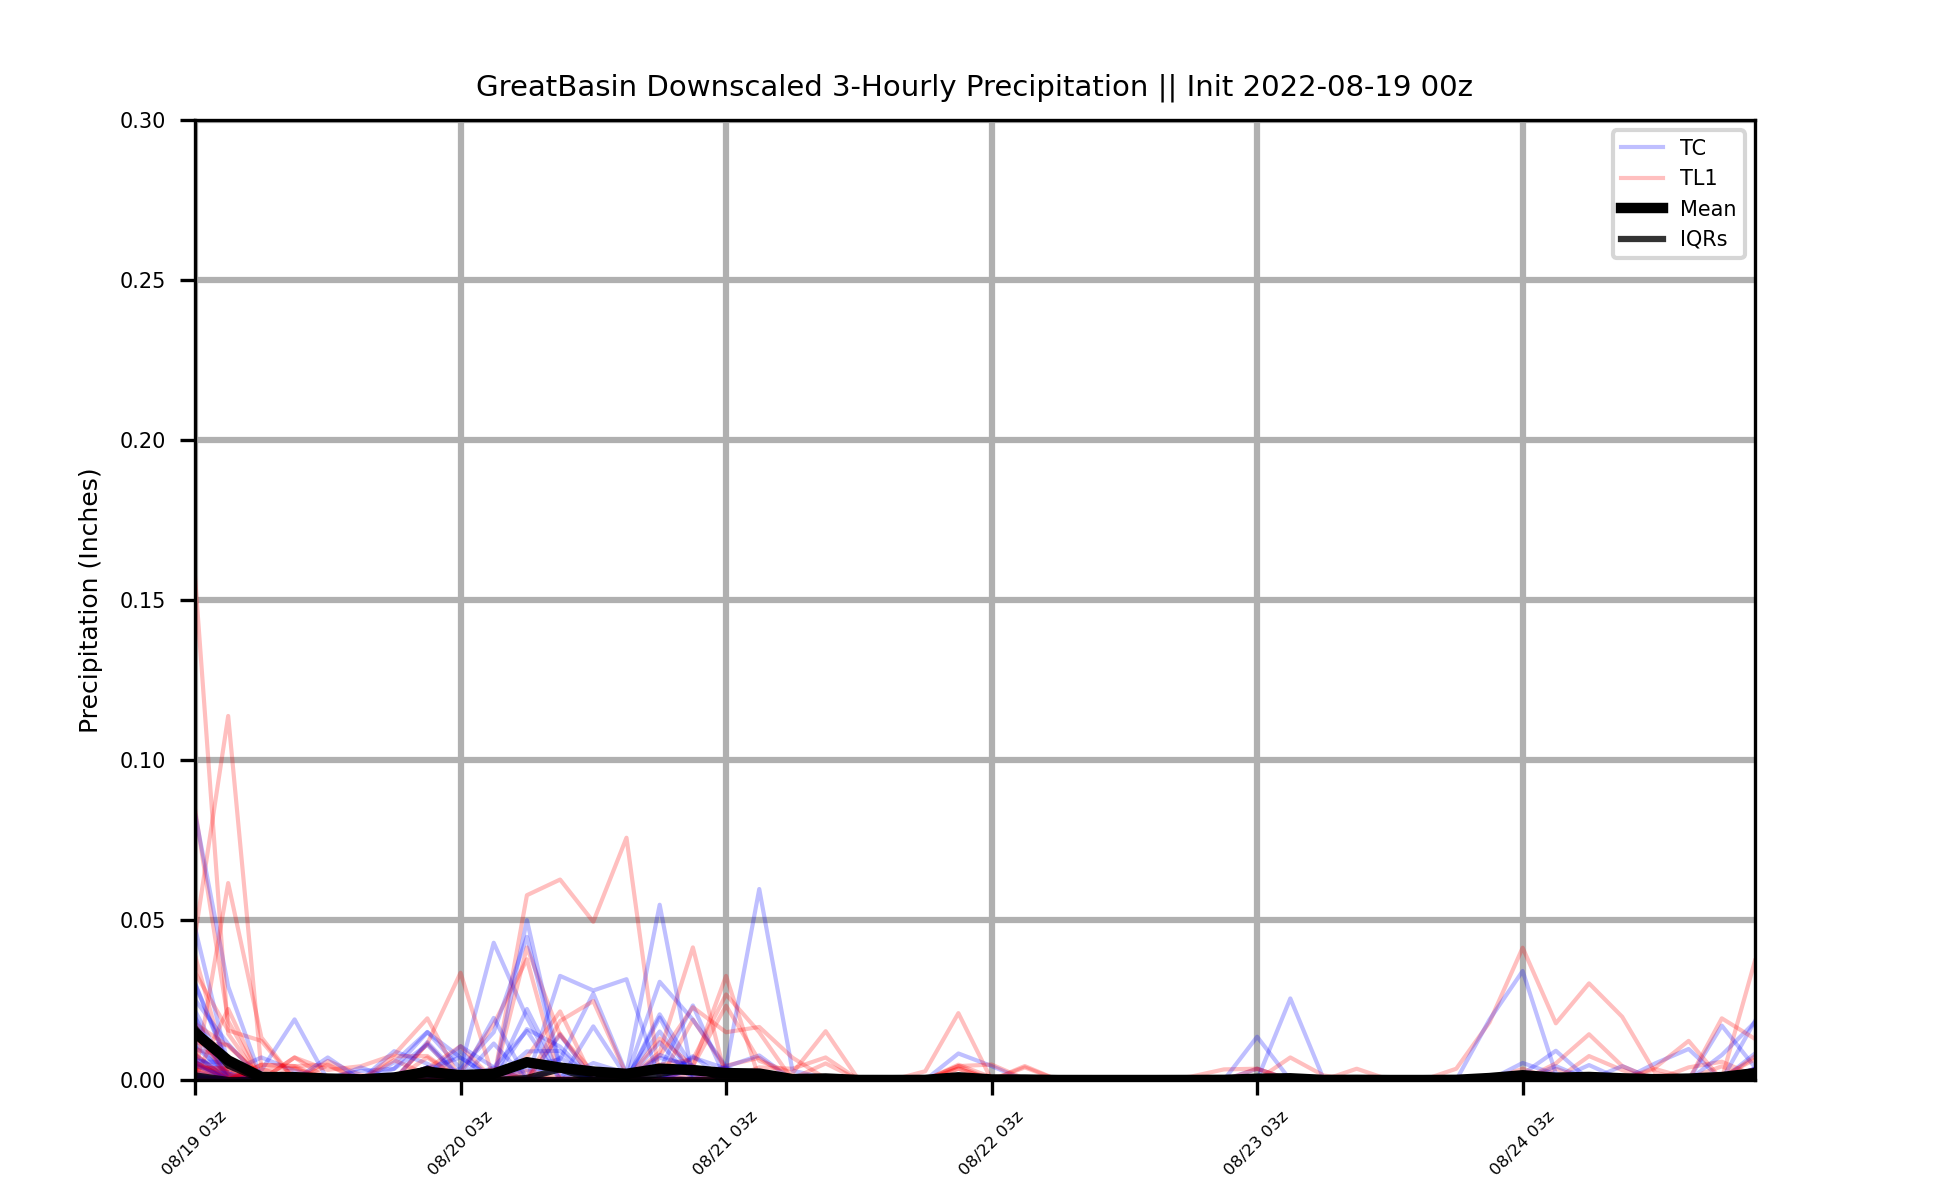 GreatBasin Downscaled 3-Hourly Precipitation || Init 2022-08-19 00z
TC
TL1
Mean
IQRs
Precipitation (Inches)
0.30
0.25
0.20
0.15
0.10
0.05
0.00
08/19 03z
08/20 03z
08/21 03z
08/22 03z
08/23 03z
08/24 03z